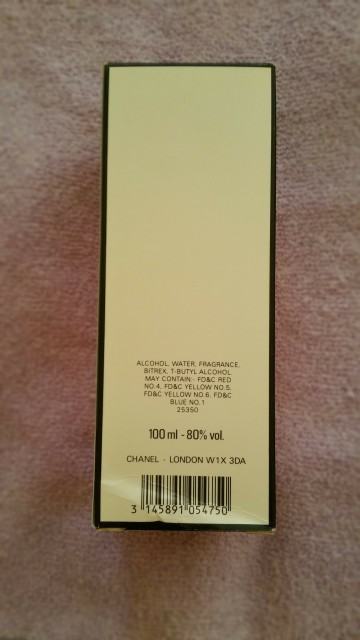 ALCOHOL, WATER, FRAGRANCE,
BITREX, T-BUTYL ALCOHOL.
MAY CONTAIN: FD&C RED
NO.4, FD&C YELLOW NO.5,
FD&C YELLOW NO.6, FD&C
BLUE NO.1
25350
100 ml - 80% vol.
CHANEL - LONDON W1X 3DA
3 145891 054750